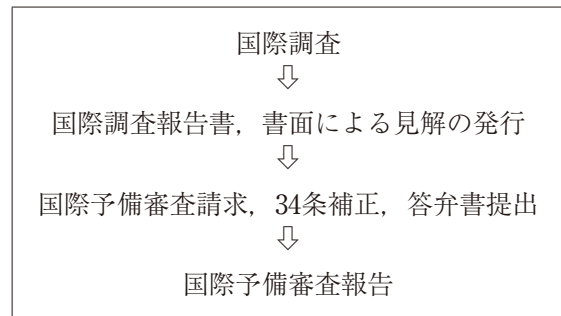 国際調査
⇩
国際調査報告書，書面による見解の発行
⇩
国際予備審査請求，34条補正，答弁書提出
⇩
国際予備審査報告